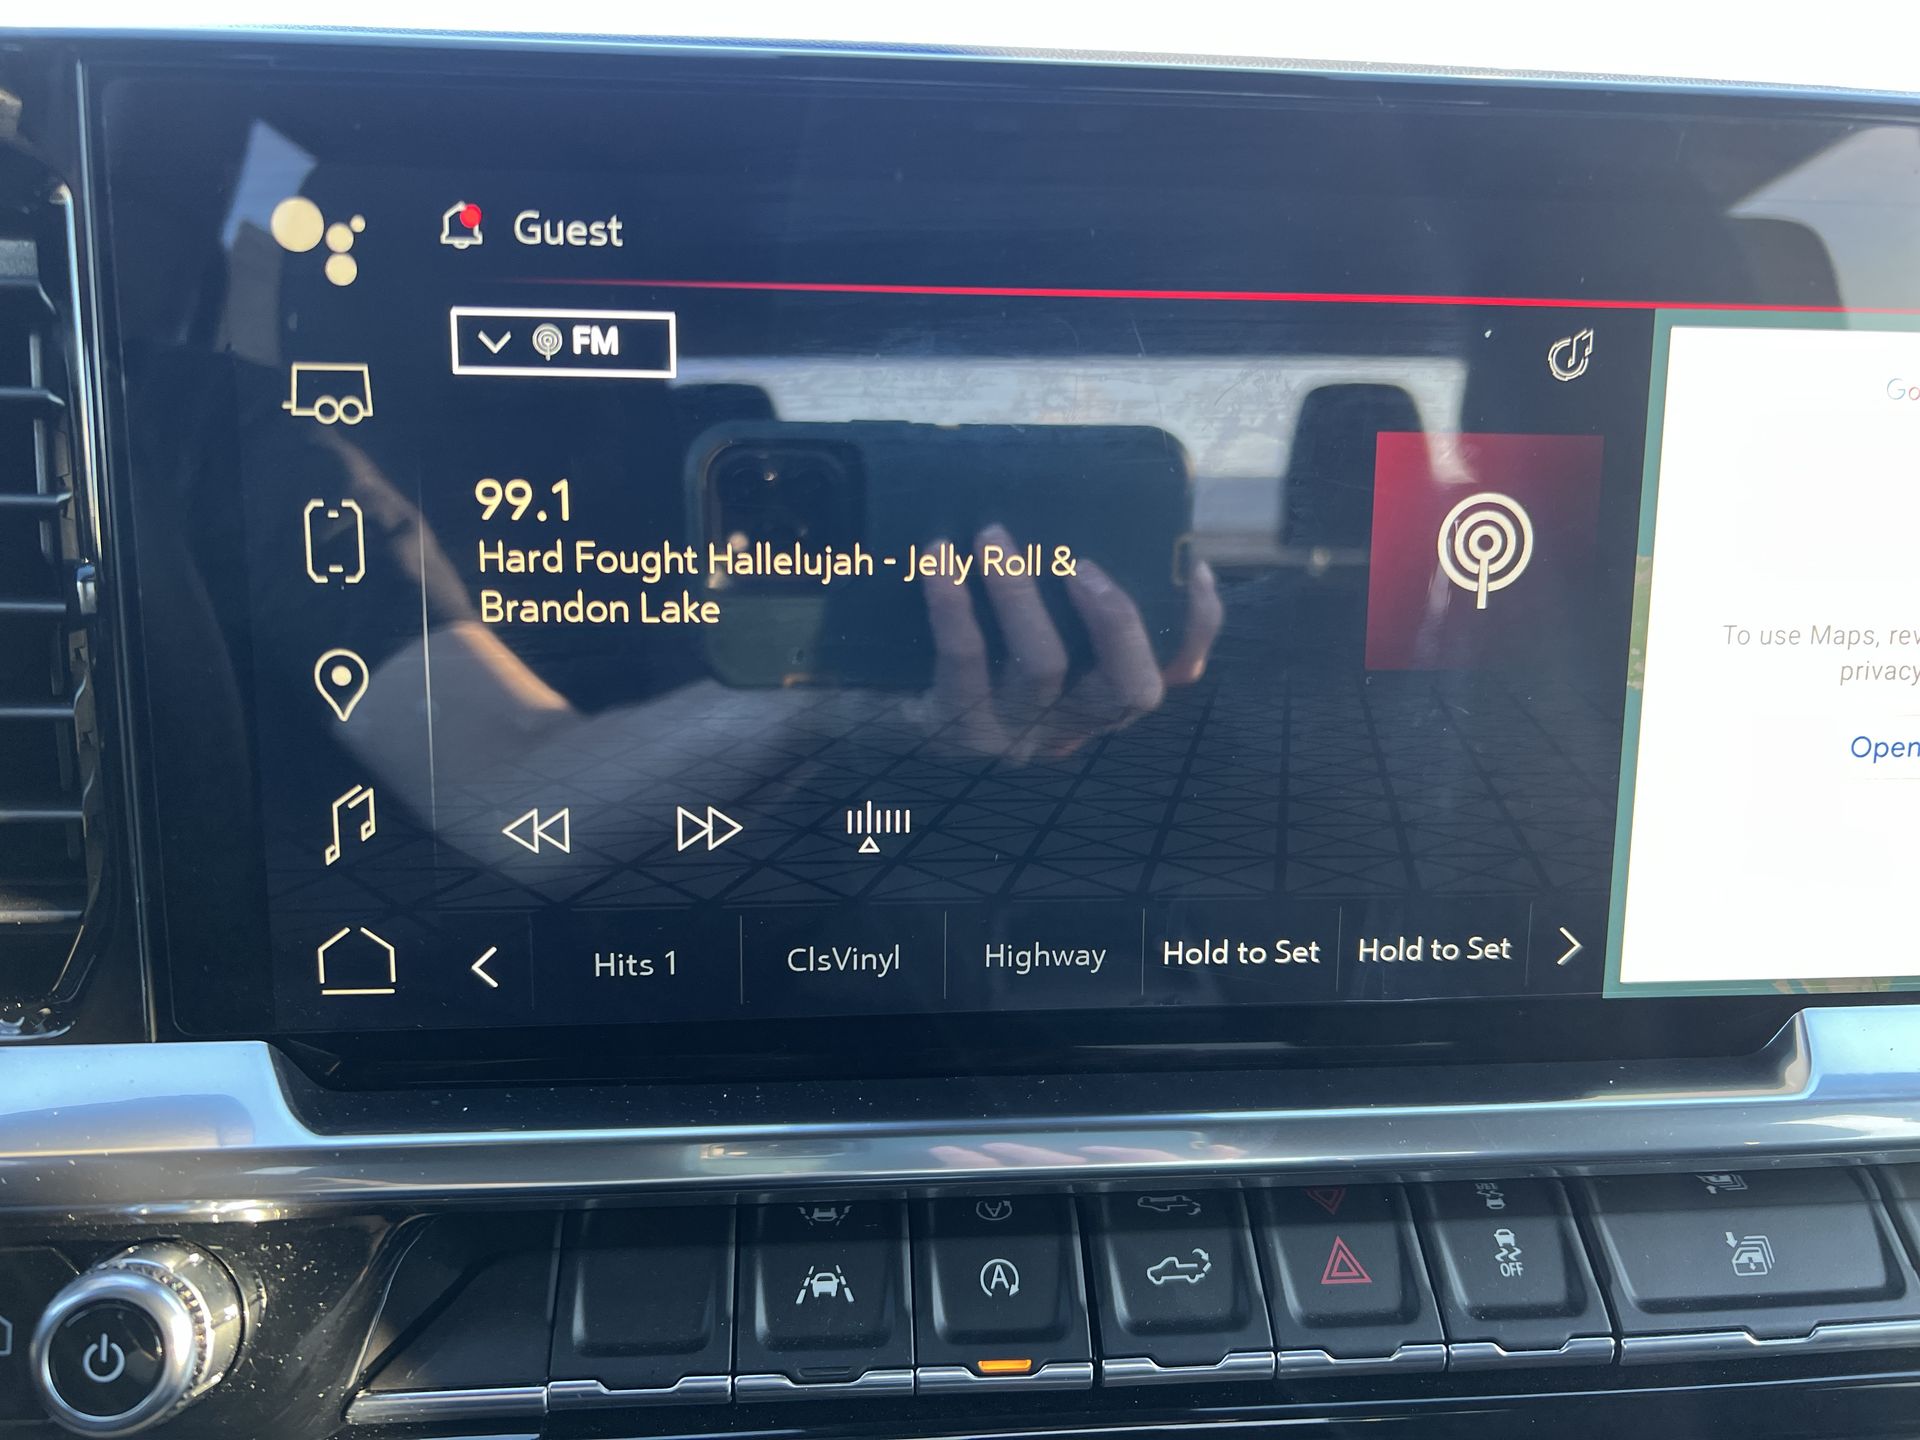 Guest
FM
99.1
Hard Fought Hallelujah - Jelly Roll &
Brandon Lake
Hits 1
ClsVinyl
Highway
Hold to Set
Hold to Set
To use Maps,
privacy
Open
A
OFF